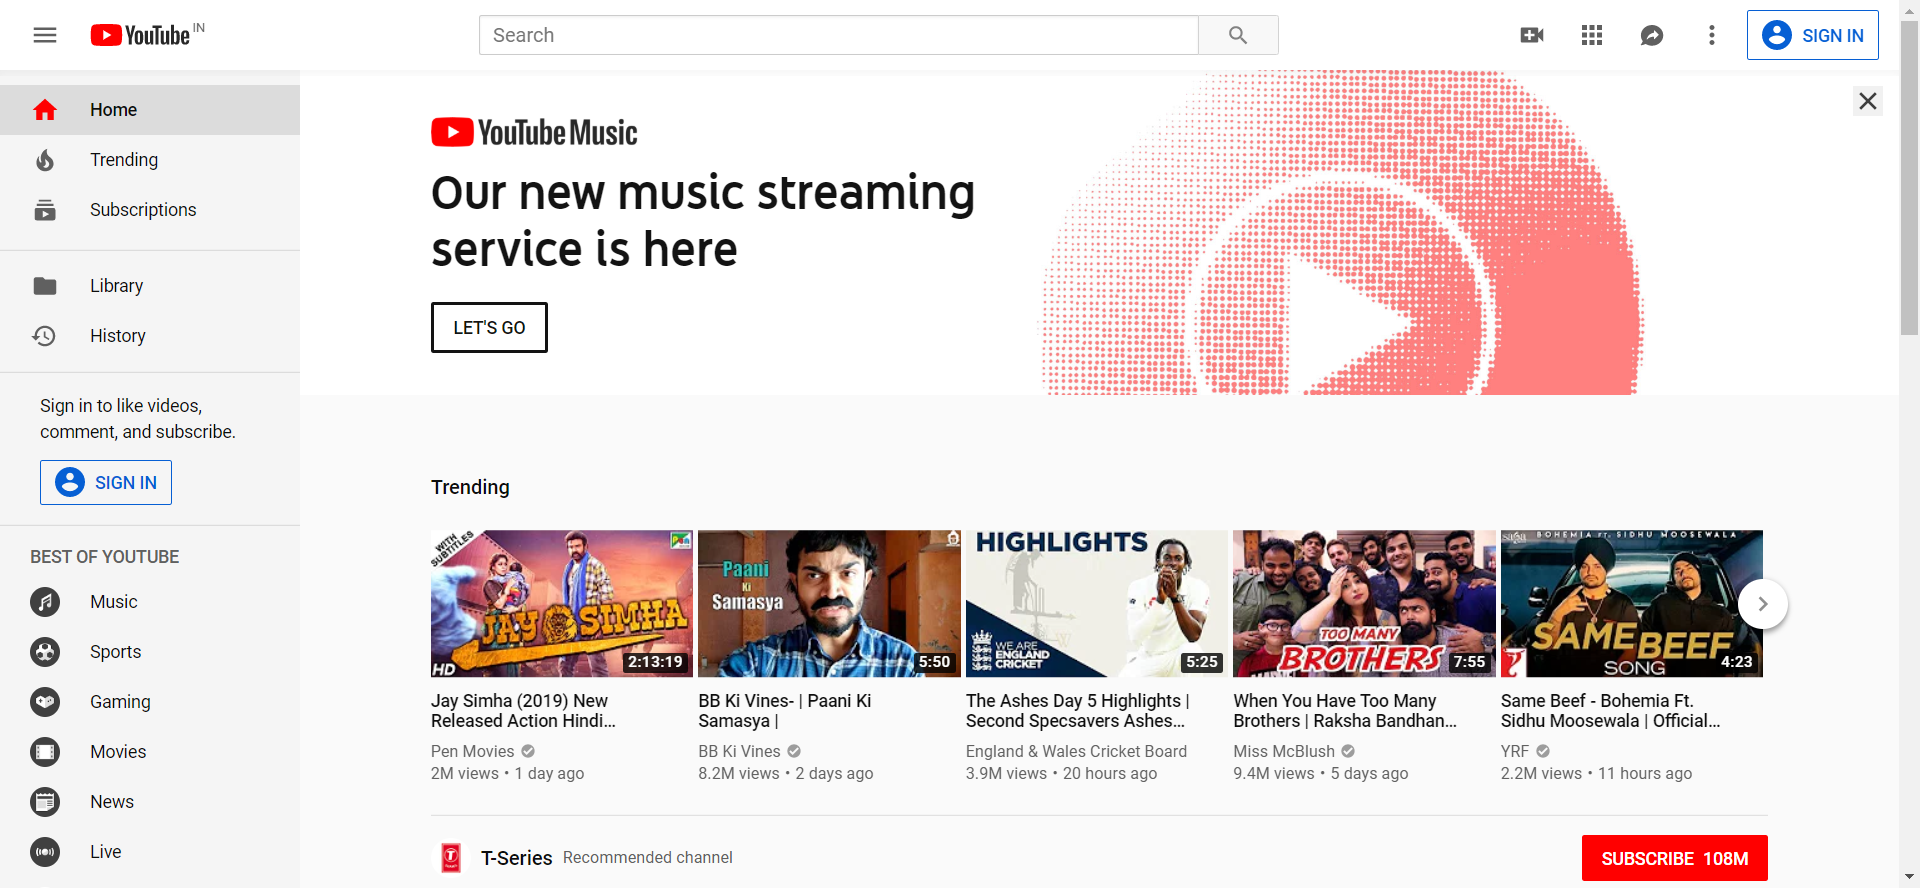 YouTube IN
Search
SIGN IN
Home
Trending
Subscriptions
Library
History
Sign in to like videos,
comment, and subscribe.
SIGN IN
BEST OF YOUTUBE
Music
Sports
Gaming
Movies
News
Live
YouTube Music
Our new music streaming
service is here
LET'S GO
Trending
WITH
SUBTITLES
Pen
JAY SIMHA
HD
2:13:19
Jay Simha (2019) New
Released Action Hindi...
Pen Movies
2M views • 1 day ago
Paani
Ki
Samasya
5:50
BB Ki Vines- | Paani Ki
Samasya |
BB Ki Vines
8.2M views • 2 days ago
HIGHLIGHTS
WE ARE
ENGLAND
CRICKET
5:25
The Ashes Day 5 Highlights |
Second Specsavers Ashes...
England & Wales Cricket Board
3.9M views • 20 hours ago
TOO MANY
BROTHERS
7:55
When You Have Too Many
Brothers | Raksha Bandhan...
Miss McBlush
9.4M views • 5 days ago
saga
BOHEMIA FT. SIDHU MOOSEWALA
SAME BEEF
SONG
4:23
Same Beef - Bohemia Ft.
Sidhu Moosewala | Official...
YRF
2.2M views • 11 hours ago
T-Series Recommended channel
SUBSCRIBE 108M